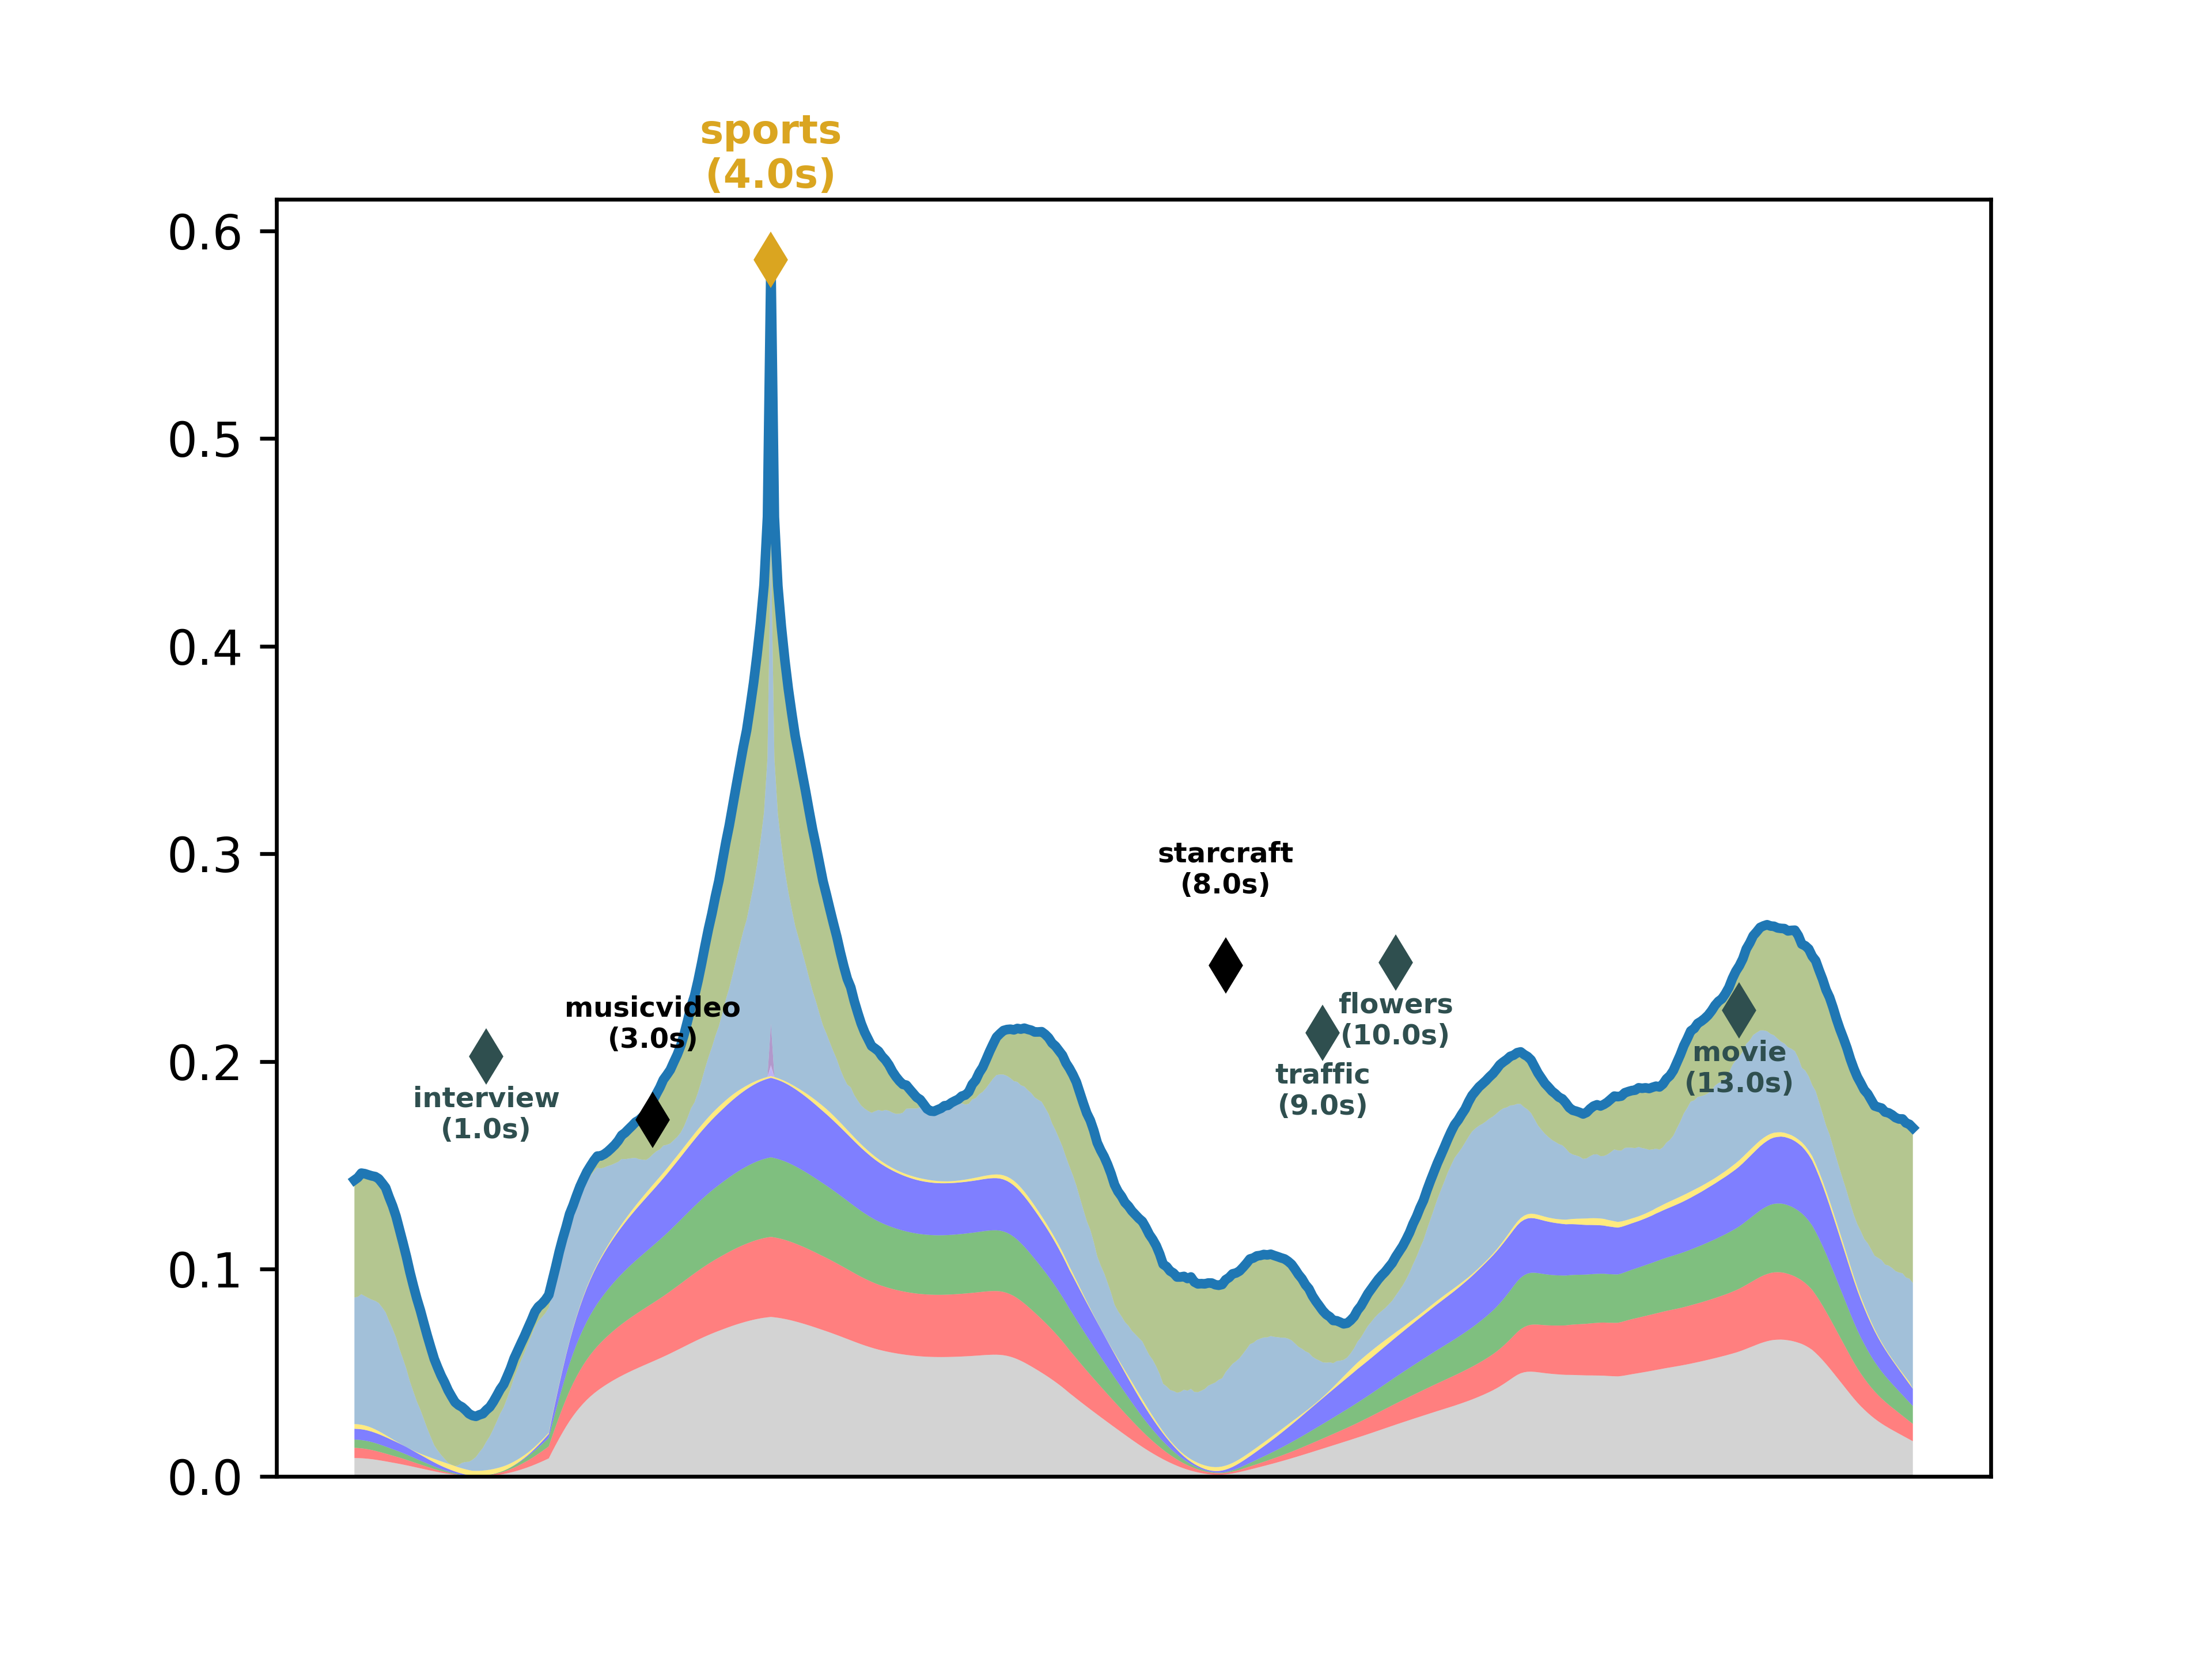 sports
(4.0s)
0.6
0.5
0.4
0.3
0.2
0.1
0.0
starcraft
(8.0s)
musicvideo
(3.0s)
flowers
(10.0s)
interview
(1.0s)
traffic
(9.0s)
movie
(13.0s)